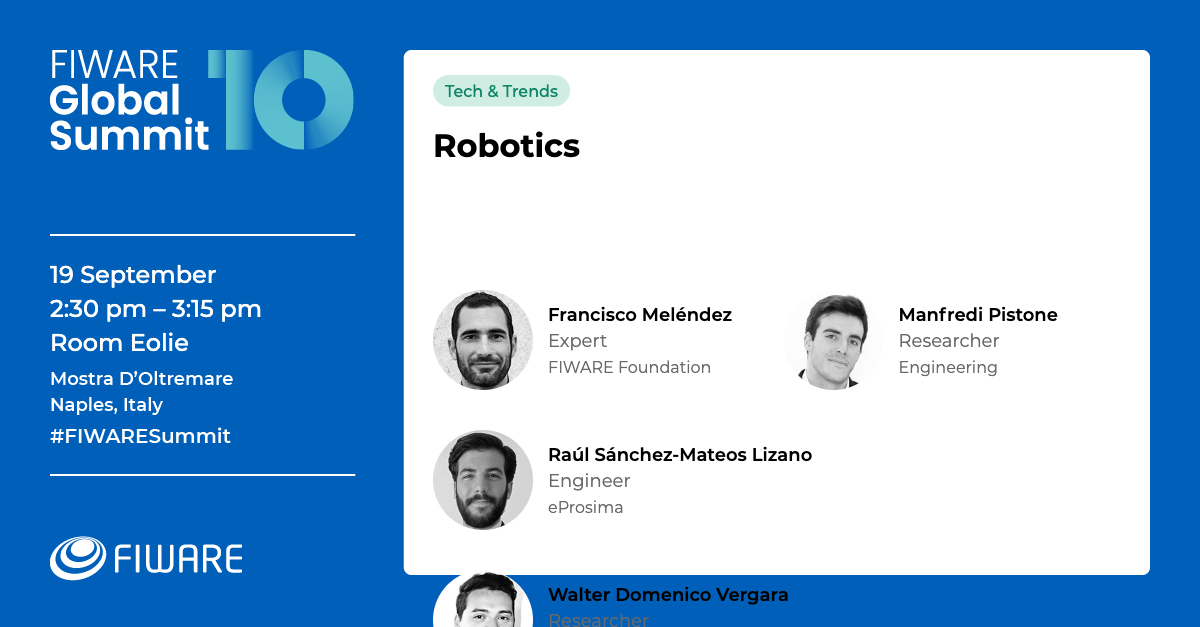 FIWARE
Global
Summit
10
19 September
2:30 pm – 3:15 pm
Room Eolie
Mostra D’Oltremare
Naples, Italy
#FIWARESummit
FIWARE
Tech & Trends
Robotics
Francisco Meléndez
Expert
FIWARE Foundation
Manfredi Pistone
Researcher
Engineering
Raúl Sánchez-Mateos Lizano
Engineer
eProsima
Walter Domenico Vergara
Researcher